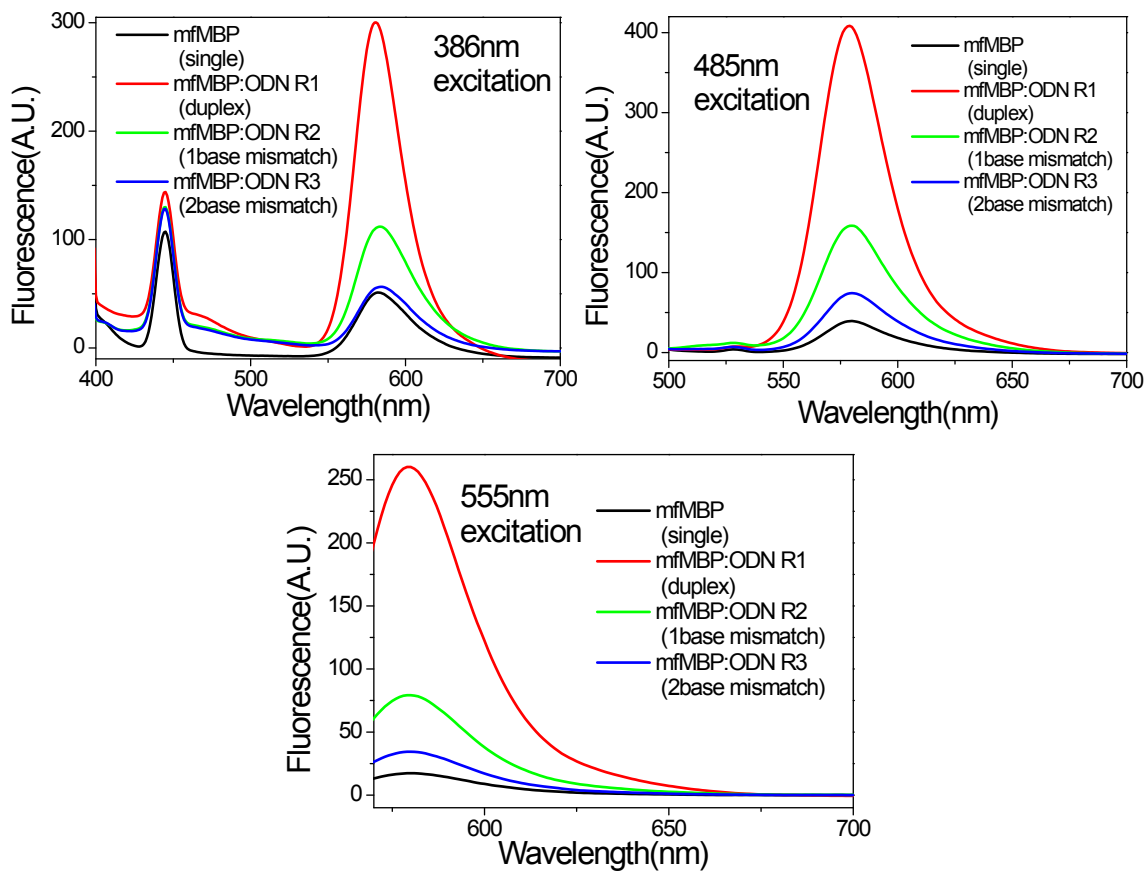 300
200
100
0
400
500
600
700
Fluorescence(A.U.)
Wavelength(nm)
mfMBP
(single)
mfMBP:ODN R1
(duplex)
mfMBP:ODN R2
(1base mismatch)
mfMBP:ODN R3
(2base mismatch)
386nm
excitation
400
300
200
100
0
500
550
600
650
700
Fluorescence(A.U.)
Wavelength(nm)
485nm
excitation
mfMBP
(single)
mfMBP:ODN R1
(duplex)
mfMBP:ODN R2
(1base mismatch)
mfMBP:ODN R3
(2base mismatch)
250
200
150
100
50
0
600
650
700
Fluorescence(A.U.)
Wavelength(nm)
555nm
excitation
mfMBP
(single)
mfMBP:ODN R1
(duplex)
mfMBP:ODN R2
(1base mismatch)
mfMBP:ODN R3
(2base mismatch)